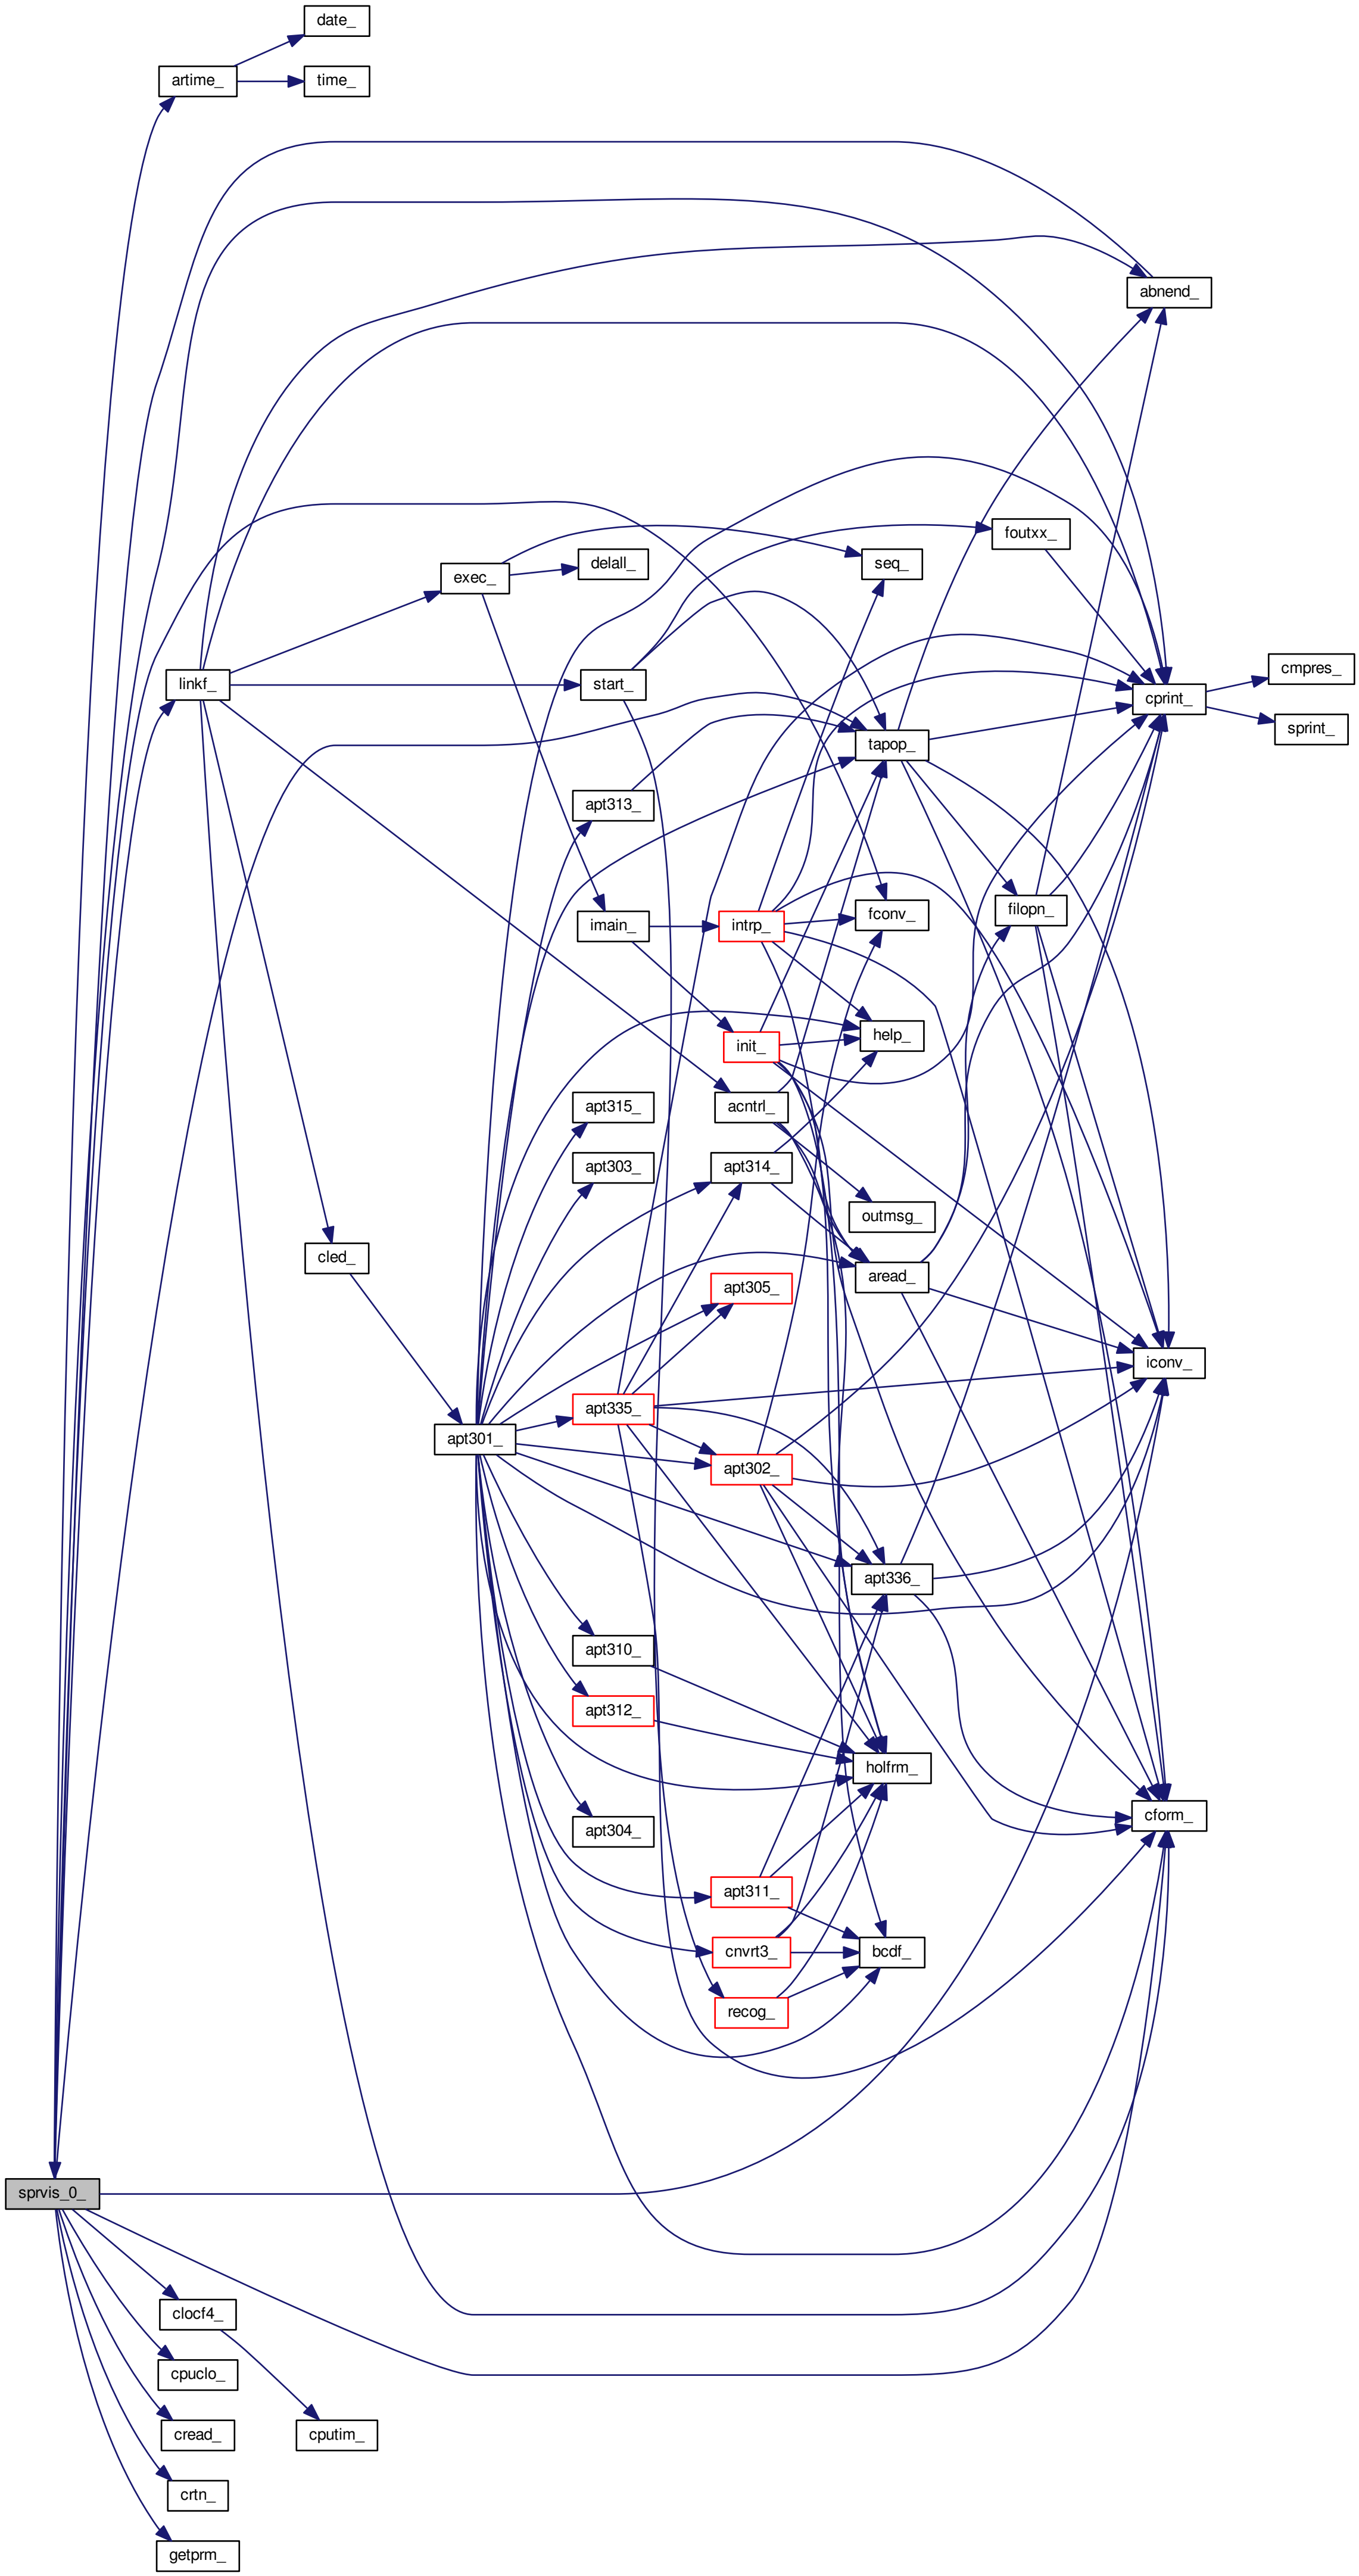 date_
artime_
time_
abnend_
foutxx_
seq_
delall_
exec_
cmpres_
linkf_
start_
cprint_
sprint_
tapop_
apt313_
filopn_
fconv_
imain_
intrp_
help_
init_
apt315_
acntrl_
apt303_
apt314_
outmsg_
cled_
aread_
apt305_
iconv_
apt335_
apt301_
apt302_
apt336_
apt310_
apt312_
holfrm_
cform_
apt304_
apt311_
cnvrt3_
bcdf_
recog_
sprvis_0_
clocf4_
cpuclo_
cread_
cputim_
crtn_
getprm_